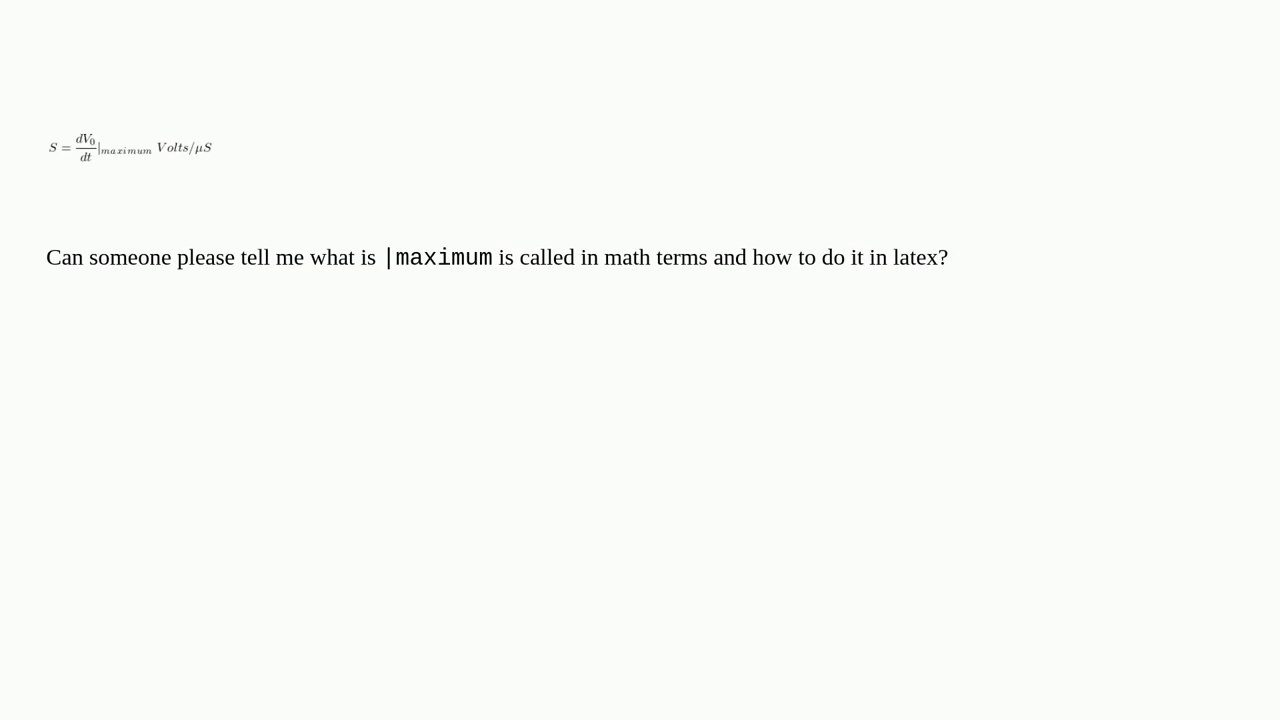 S = dV₀/dt |maximum Volts/μS
Can someone please tell me what is |maximum is called in math terms and how to do it in latex?